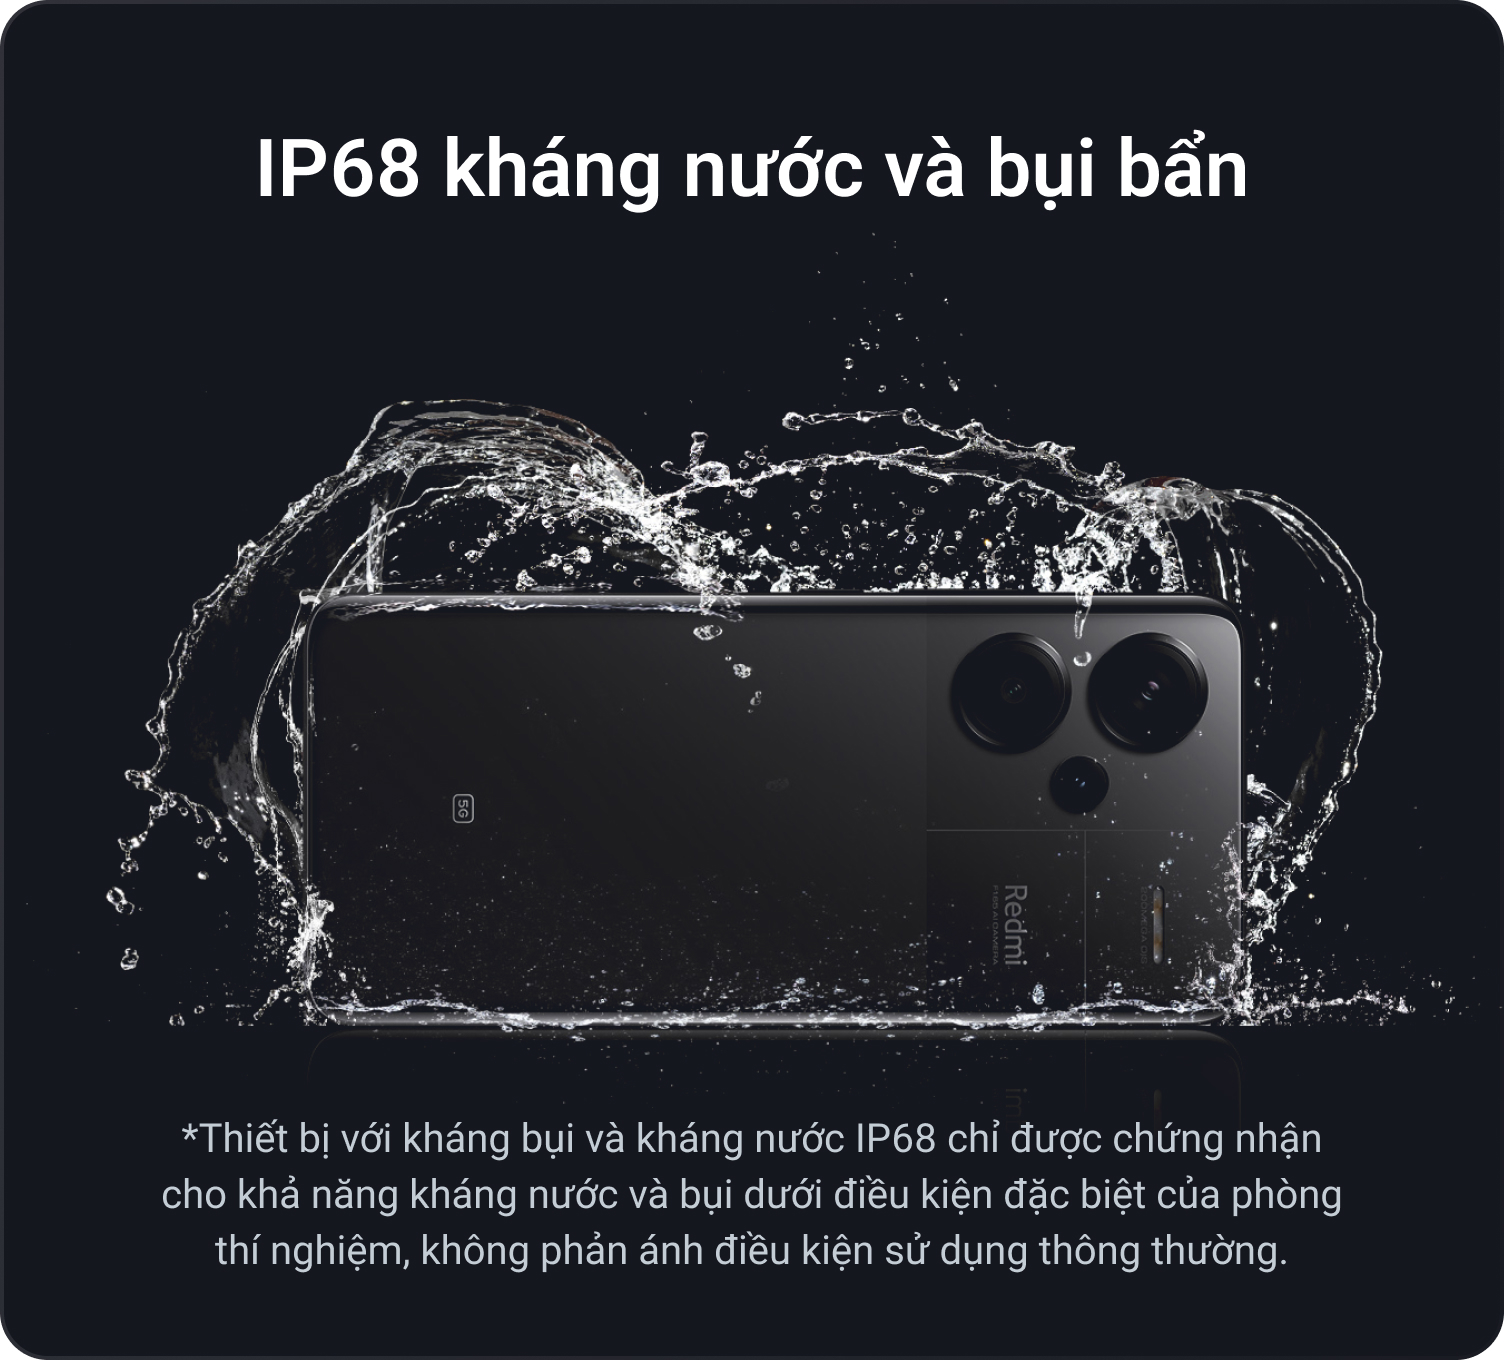 IP68 kháng nước và bụi bẩn
5G
Redmi
*Thiết bị với kháng bụi và kháng nước IP68 chỉ được chứng nhận
cho khả năng kháng nước và bụi dưới điều kiện đặc biệt của phòng
thí nghiệm, không phản ánh điều kiện sử dụng thông thường.